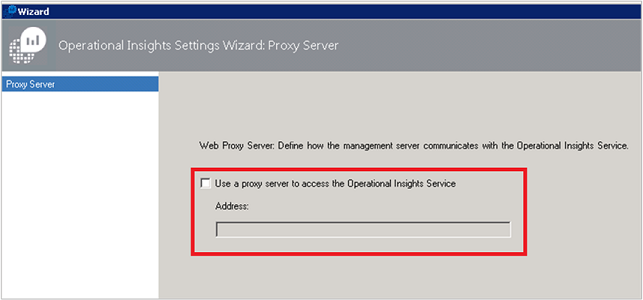 Wizard
Operational Insights Settings Wizard: Proxy Server
Proxy Server
Web Proxy Server: Define how the management server communicates with the Operational Insights Service.
Use a proxy server to access the Operational Insights Service
Address: